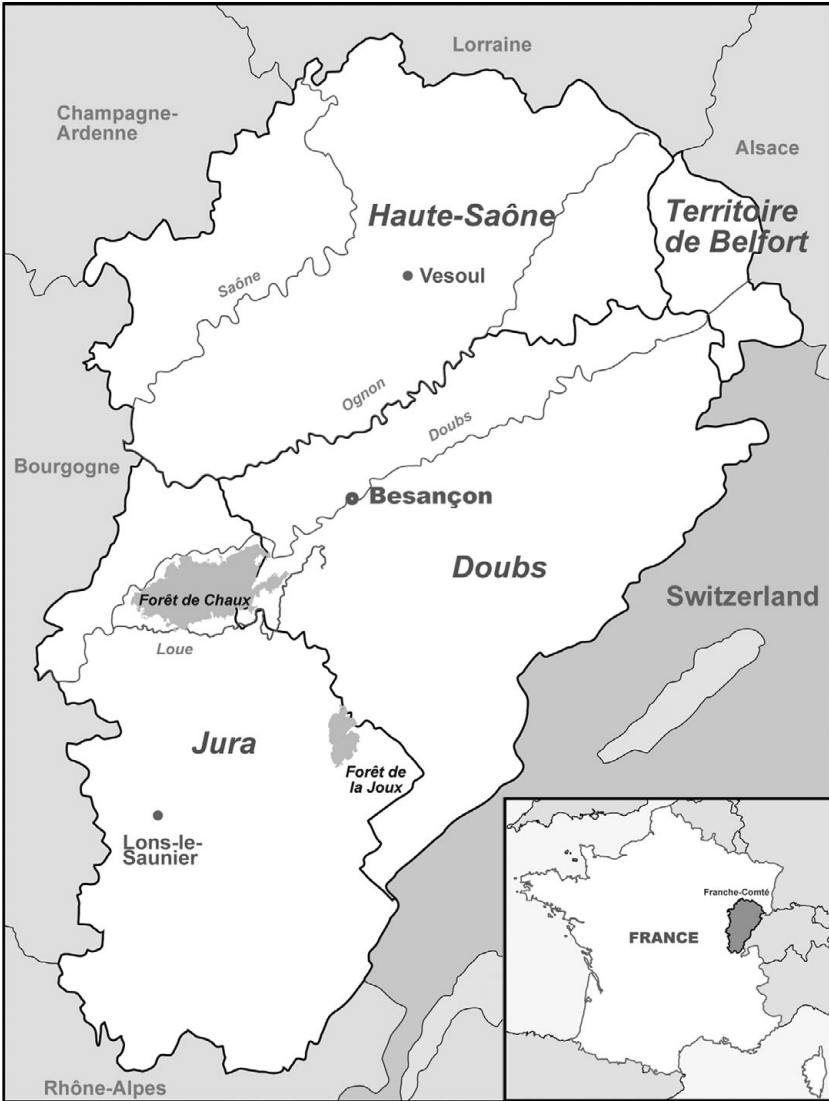 Lorraine
Champagne-
Ardenne
Alsace
Haute-Saône
Territoire
de Belfort
Vesoul
Saône
Ognon
Doubs
Bourgogne
Besançon
Doubs
Forêt de Chaux
Switzerland
Loue
Jura
Forêt de
la Joux
Lons-le-
Saunier
Franche-Comté
FRANCE
Rhône-Alpes